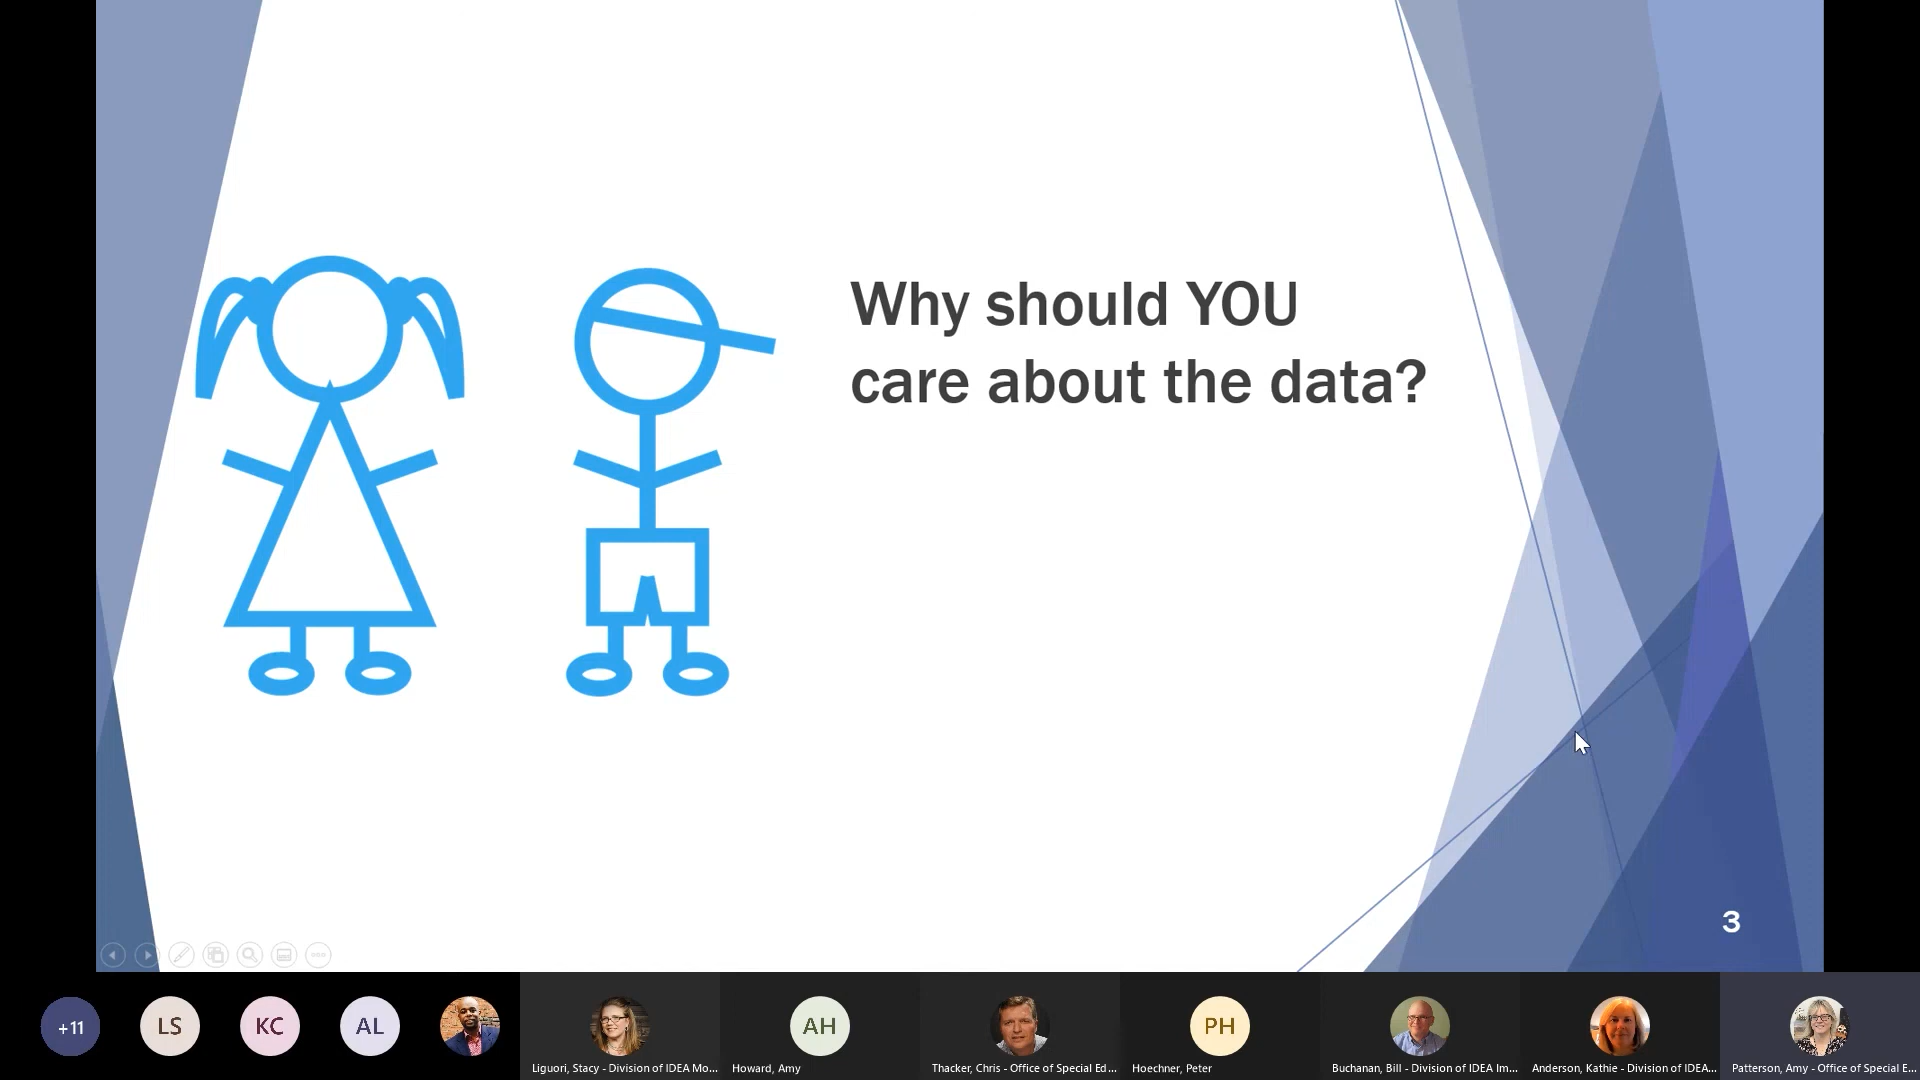 Why should YOU
care about the data?
3
+11
LS
KC
AL
AH
PH
Liguori, Stacy - Division of IDEA Mo...
Howard, Amy
Thacker, Chris - Office of Special Ed...
Hoechner, Peter
Buchanan, Bill - Division of IDEA Im...
Anderson, Kathie - Division of IDEA...
Patterson, Amy - Office of Special E...